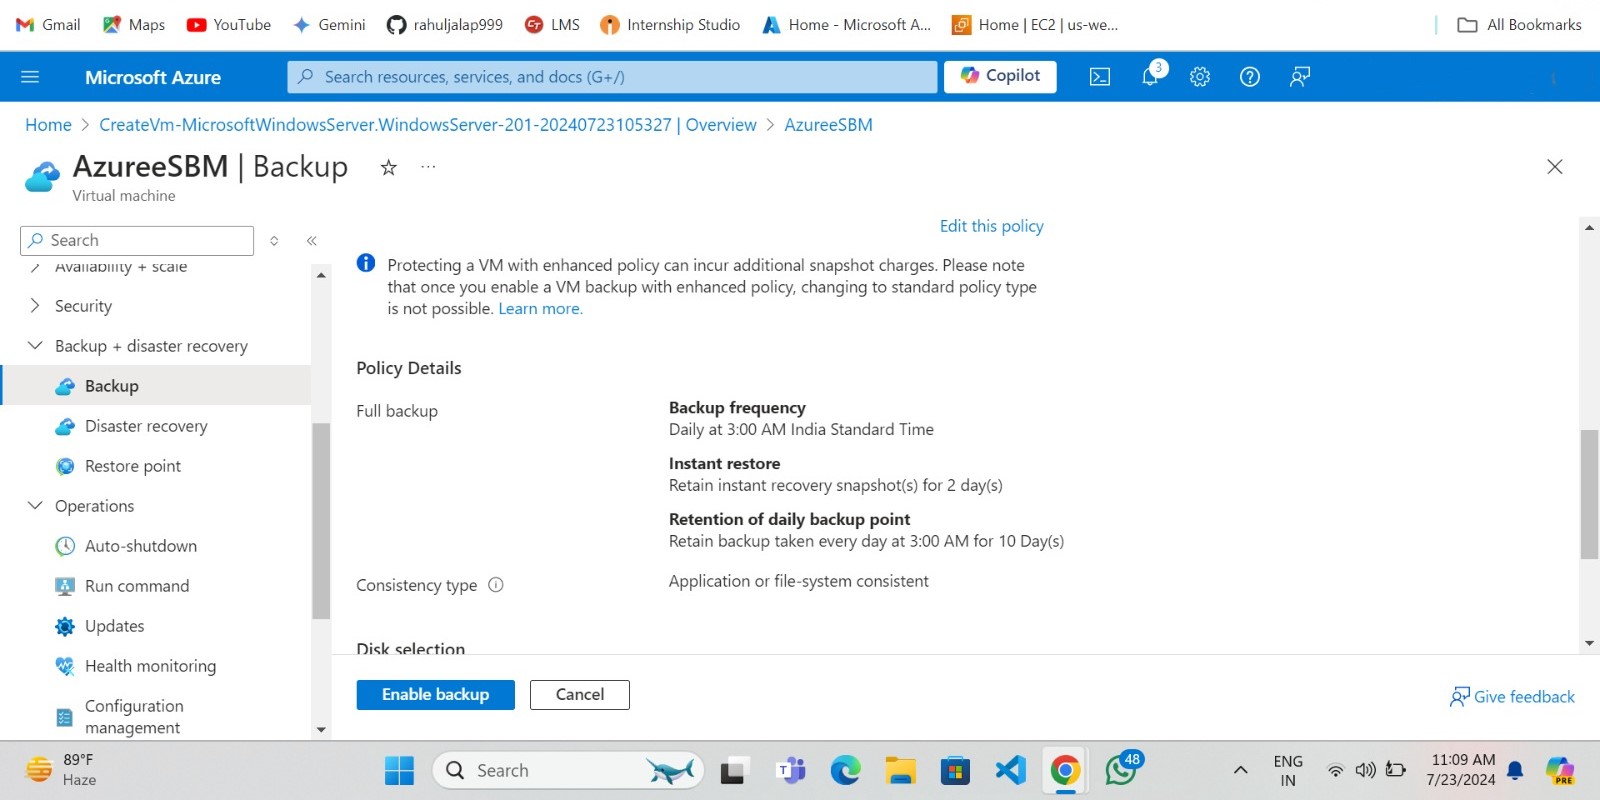 Gmail
Maps
YouTube
Gemini
rahuljalap999
LMS
Internship Studio
Home - Microsoft A...
Home | EC2 | us-we...
All Bookmarks
Microsoft Azure
Search resources, services, and docs (G+/)
Copilot
3
Home > CreateVm-MicrosoftWindowsServer.WindowsServer-201-20240723105327 | Overview > AzureeSBM
AzureeSBM | Backup
Virtual machine
Search
Availability + scale
Security
Backup + disaster recovery
Backup
Disaster recovery
Restore point
Operations
Auto-shutdown
Run command
Updates
Health monitoring
Configuration
management
Edit this policy
Protecting a VM with enhanced policy can incur additional snapshot charges. Please note
that once you enable a VM backup with enhanced policy, changing to standard policy type
is not possible. Learn more.
Policy Details
Full backup
Backup frequency
Daily at 3:00 AM India Standard Time
Instant restore
Retain instant recovery snapshot(s) for 2 day(s)
Retention of daily backup point
Retain backup taken every day at 3:00 AM for 10 Day(s)
Consistency type
Application or file-system consistent
Disk selection
Enable backup
Cancel
Give feedback
89°F
Haze
Search
48
ENG
IN
11:09 AM
7/23/2024
PRE